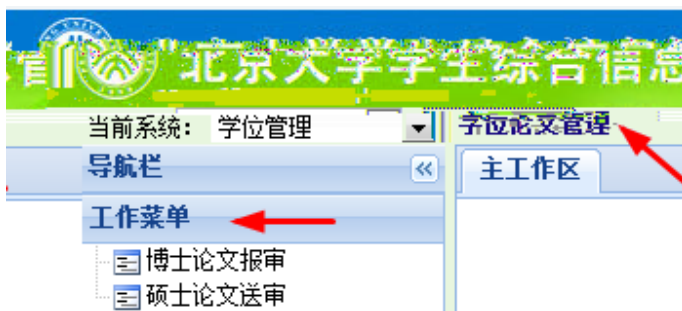 北京大学学生综合信息
当前系统： 学位管理
学位论文管理
导航栏
主工作区
工作菜单
博士论文报审
硕士论文送审